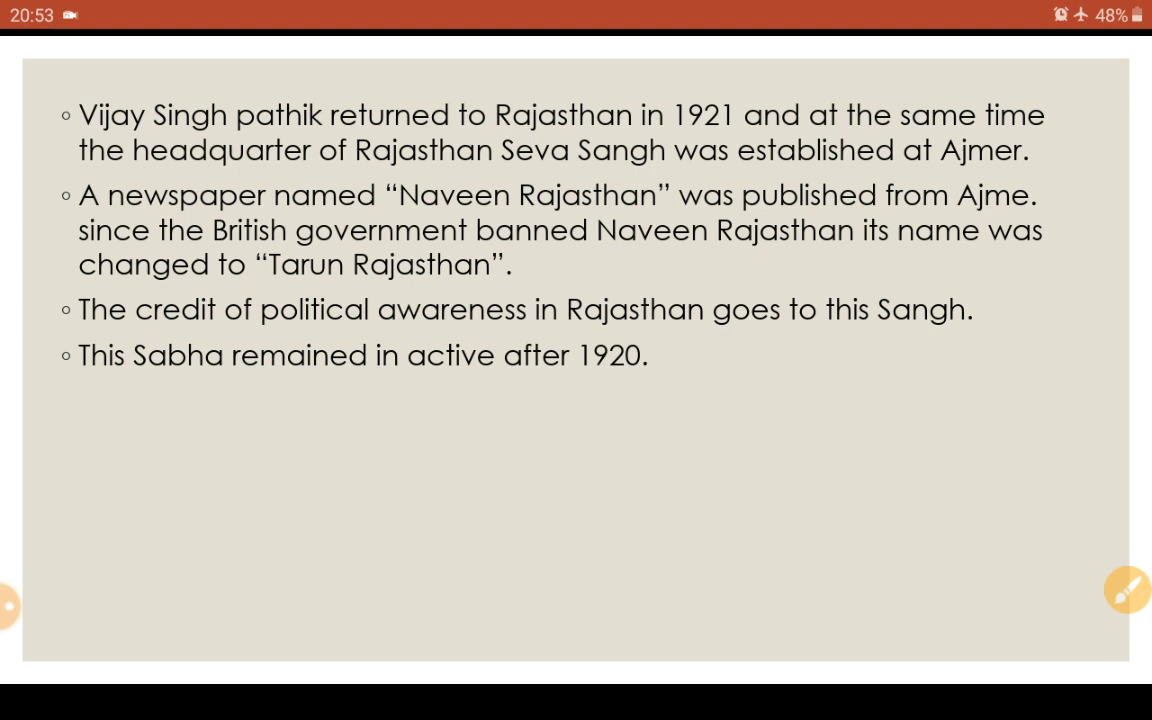 20:53
48%
◦ Vijay Singh pathik returned to Rajasthan in 1921 and at the same time
the headquarter of Rajasthan Seva Sangh was established at Ajmer.
◦ A newspaper named “Naveen Rajasthan” was published from Ajme.
since the British government banned Naveen Rajasthan its name was
changed to “Tarun Rajasthan”.
◦ The credit of political awareness in Rajasthan goes to this Sangh.
◦ This Sabha remained in active after 1920.